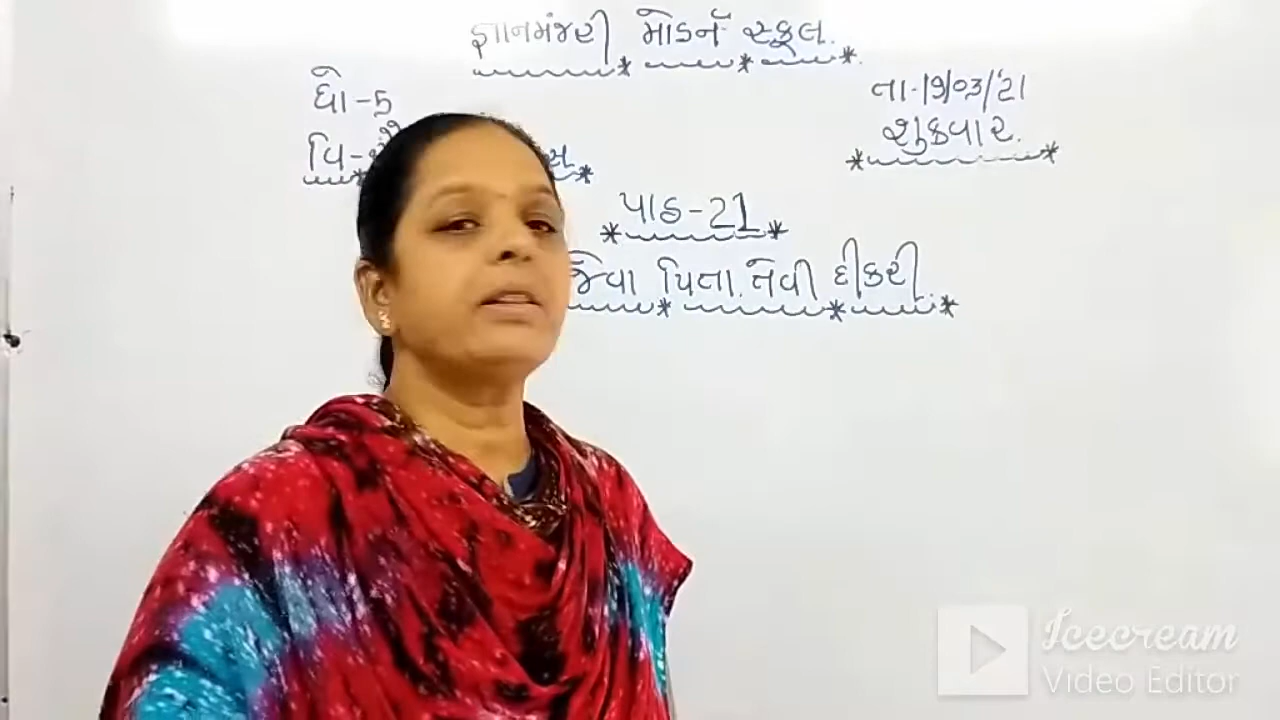 જ્ઞાનમંજરી મોડર્ન સ્કૂલ.
ધો-5
તા-19/03/'21
શુક્રવાર.
પાઠ-21
જેવા પિતા તેવી દીકરી
Icecream
Video Editor